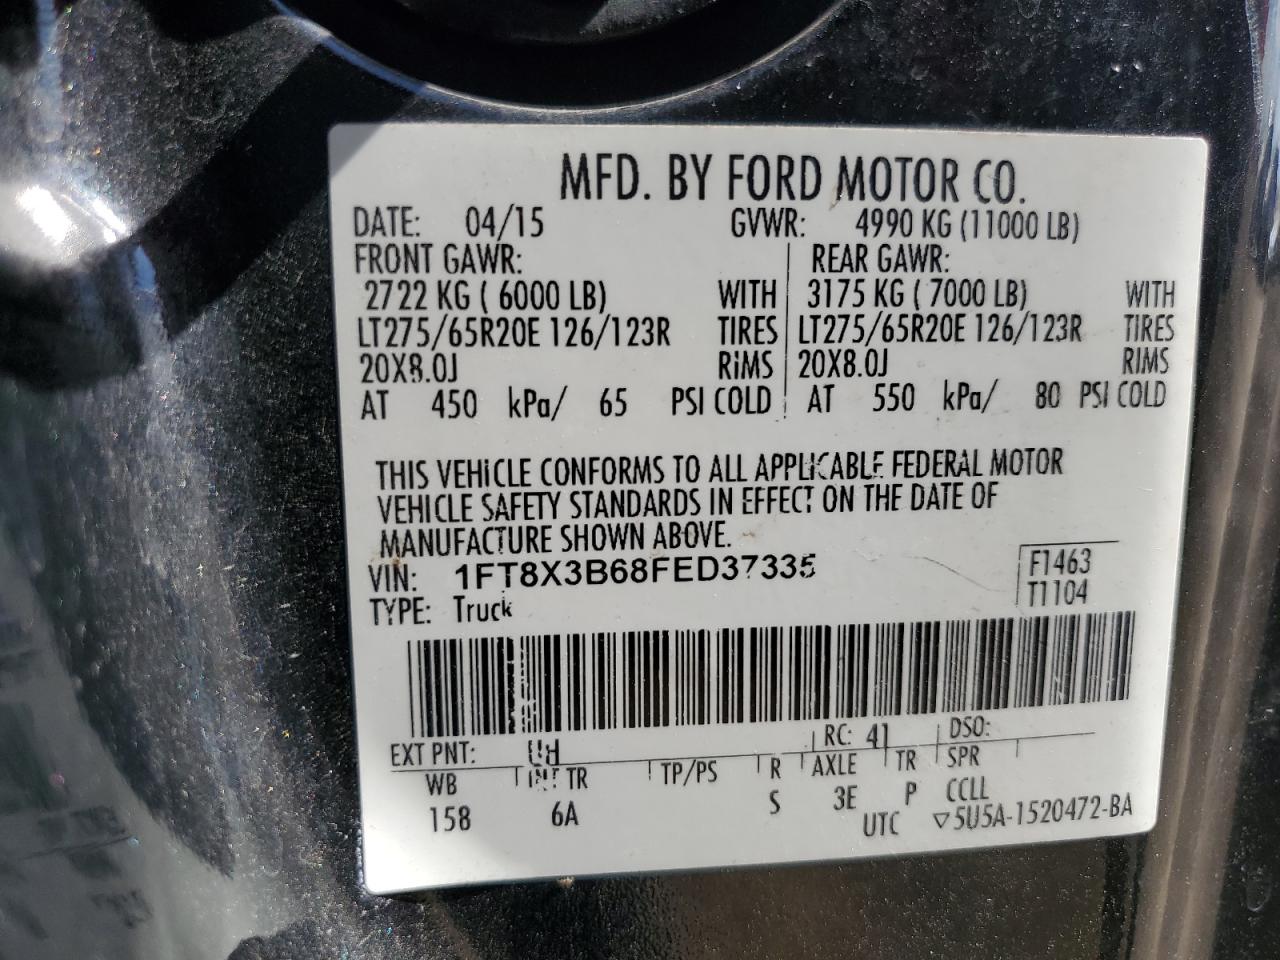 MFD. BY FORD MOTOR CO.
DATE: 04/15 GVWR: 4990 KG (11000 LB)
FRONT GAWR: REAR GAWR:
2722 KG ( 6000 LB) WITH 3175 KG ( 7000 LB) WITH
LT275/65R20E 126/123R TIRES LT275/65R20E 126/123R TIRES
20X8.0J RIMS 20X8.0J RIMS
AT 450 kPa/ 65 PSI COLD AT 550 kPa/ 80 PSI COLD
THIS VEHICLE CONFORMS TO ALL APPLICABLE FEDERAL MOTOR
VEHICLE SAFETY STANDARDS IN EFFECT ON THE DATE OF
MANUFACTURE SHOWN ABOVE.
VIN: 1FT8X3B68FED37335 F1463
TYPE: Truck T1104
EXT PNT: UH RC: 41 DSO:
WB INT TR TP/PS R AXLE TR SPR
158 6A S 3E P CCLL
UTC ▽5U5A-1520472-BA